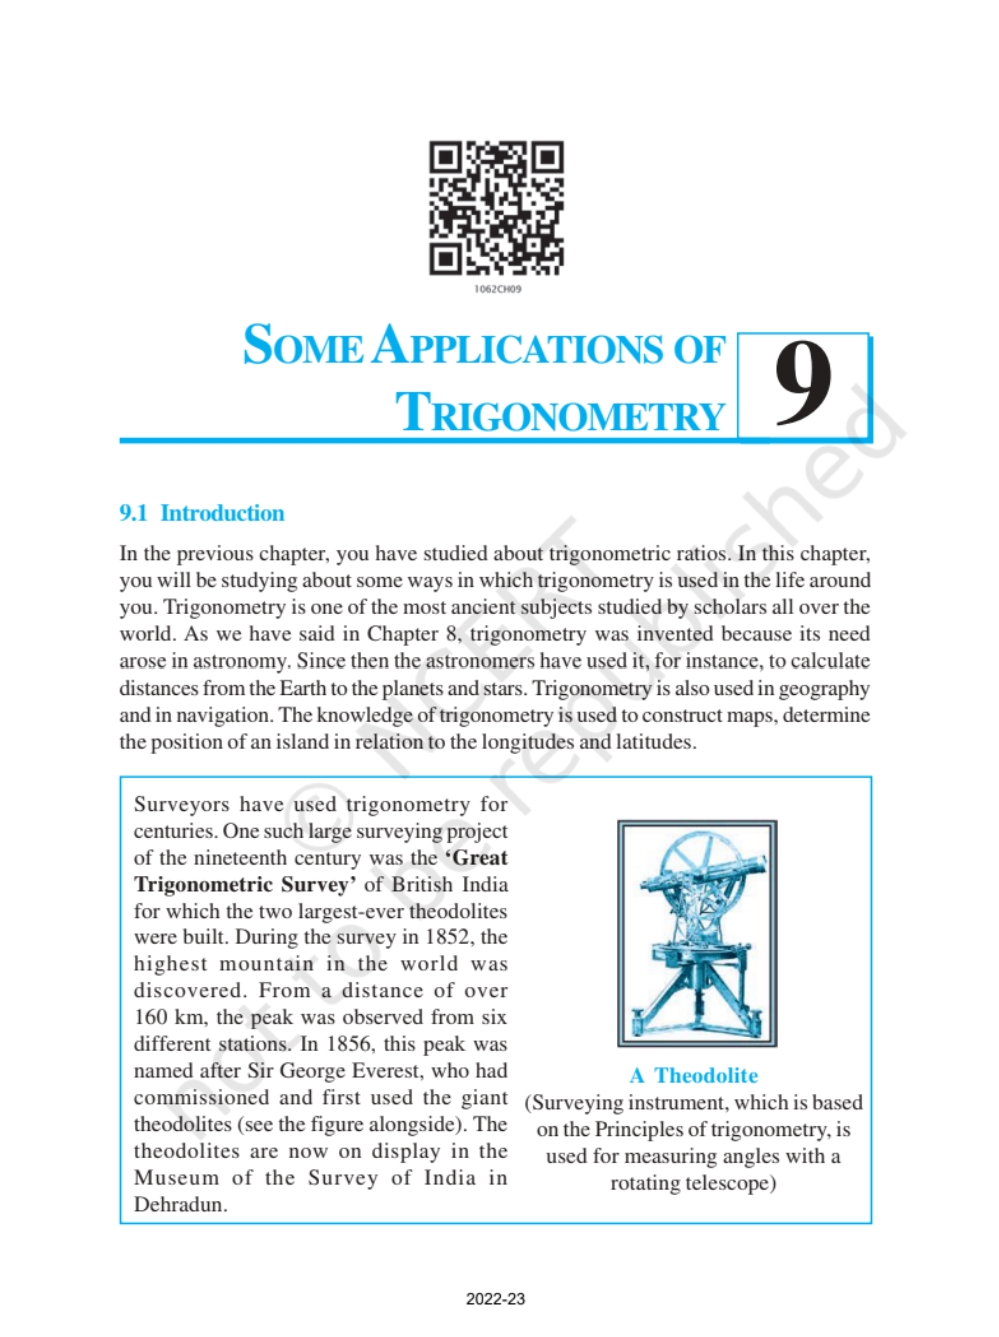 1062CH09
SOME APPLICATIONS OF
TRIGONOMETRY
9
9.1 Introduction
In the previous chapter, you have studied about trigonometric ratios. In this chapter,
you will be studying about some ways in which trigonometry is used in the life around
you. Trigonometry is one of the most ancient subjects studied by scholars all over the
world. As we have said in Chapter 8, trigonometry was invented because its need
arose in astronomy. Since then the astronomers have used it, for instance, to calculate
distances from the Earth to the planets and stars. Trigonometry is also used in geography
and in navigation. The knowledge of trigonometry is used to construct maps, determine
the position of an island in relation to the longitudes and latitudes.
Surveyors have used trigonometry for
centuries. One such large surveying project
of the nineteenth century was the ‘Great
Trigonometric Survey’ of British India
for which the two largest-ever theodolites
were built. During the survey in 1852, the
highest mountain in the world was
discovered. From a distance of over
160 km, the peak was observed from six
different stations. In 1856, this peak was
named after Sir George Everest, who had
commissioned and first used the giant
theodolites (see the figure alongside). The
theodolites are now on display in the
Museum of the Survey of India in
Dehradun.
A Theodolite
(Surveying instrument, which is based
on the Principles of trigonometry, is
used for measuring angles with a
rotating telescope)
© NCERT
not to be republished
2022-23